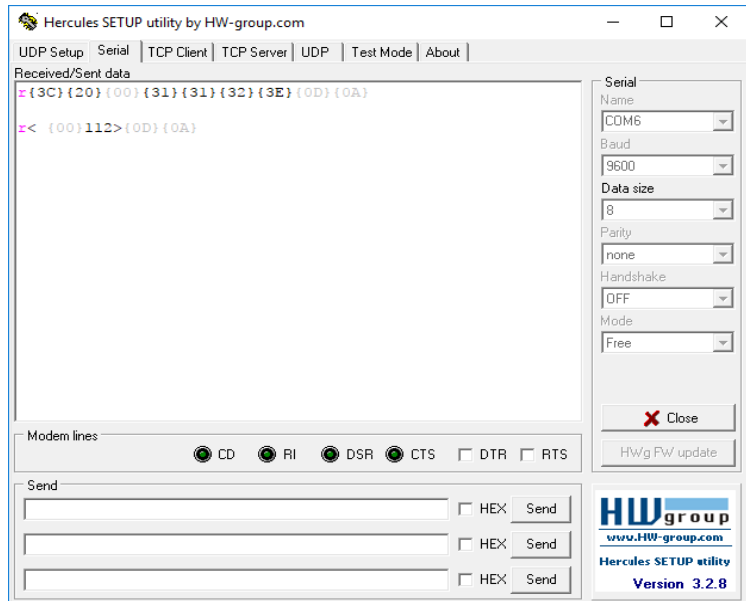 Hercules SETUP utility by HW-group.com
UDP Setup Serial TCP Client TCP Server UDP Test Mode About
Received/Sent data
r{3C}{20}{00}{31}{31}{32}{3E}{0D}{0A}
r< {00}112>{0D}{0A}
Serial
Name
COM6
Baud
9600
Data size
8
Parity
none
Handshake
OFF
Mode
Free
Close
HWg FW update
Modem lines
CD RI DSR CTS DTR RTS
Send
HEX Send
HEX Send
HEX Send
HW group
www.HW-group.com
Hercules SETUP utility
Version 3.2.8